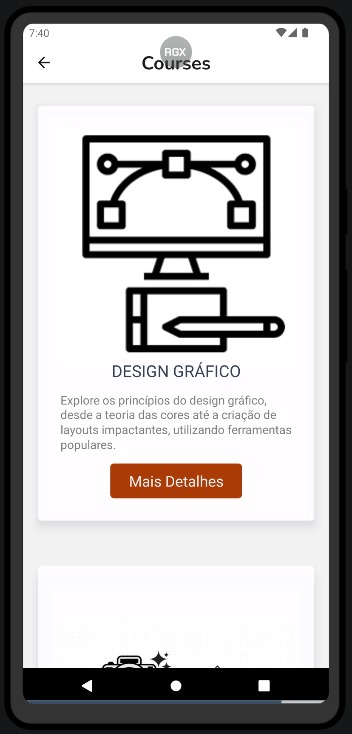 7:40
RGX
Courses
DESIGN GRÁFICO
Explore os princípios do design gráfico,
desde a teoria das cores até a criação de
layouts impactantes, utilizando ferramentas
populares.
Mais Detalhes